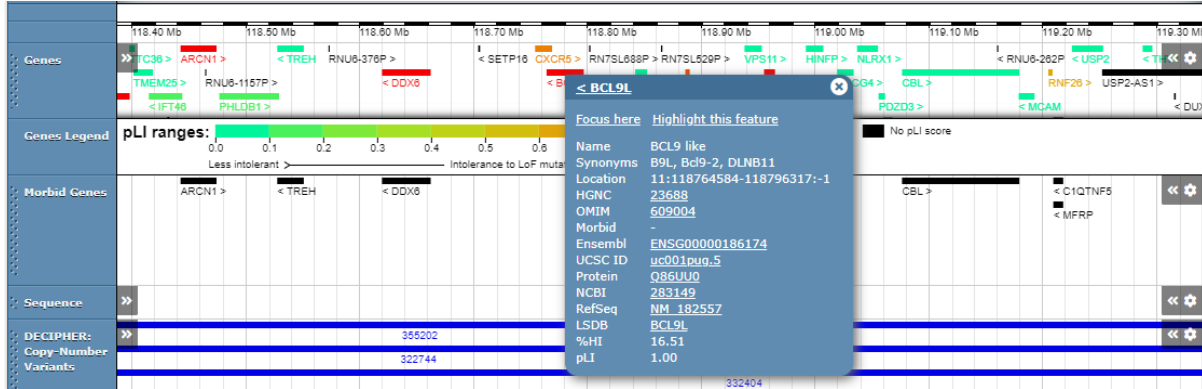 118.40 Mb 118.50 Mb 118.60 Mb 118.70 Mb 118.80 Mb 118.90 Mb 119.00 Mb 119.10 Mb 119.20 Mb 119.30 M
Genes
TC36 > ARCN1 > < TREH RNU6-376P > < SETP16 CXCR5 > RN7SL688P > RN7SL529P > VPS11 > HINFP > NLRX1 > < RNU6-262P < USP2 < TH
TMEM25 > RNU6-1157P > < DDX6 < B CG4 > CBL > RNF26 > USP2-AS1 >
< IFT46 PHLDB1 > PDZD3 > < MCAM < DU
Genes Legend
pLI ranges:
0.0 0.1 0.2 0.3 0.4 0.5 0.6
Less intolerant Intolerance to LoF mutat
No pLI score
Morbid Genes
ARCN1 > < TREH < DDX6 CBL > < C1QTNF5
< MFRP
Sequence
DECIPHER:
Copy-Number
Variants
355202
322744
332404
< BCL9L
Focus here Highlight this feature
Name BCL9 like
Synonyms B9L, Bcl9-2, DLNB11
Location 11:118764584-118796317:-1
HGNC 23688
OMIM 609004
Morbid -
Ensembl ENSG00000186174
UCSC ID uc001pug.5
Protein Q86UU0
NCBI 283149
RefSeq NM_182557
LSDB BCL9L
%HI 16.51
pLI 1.00